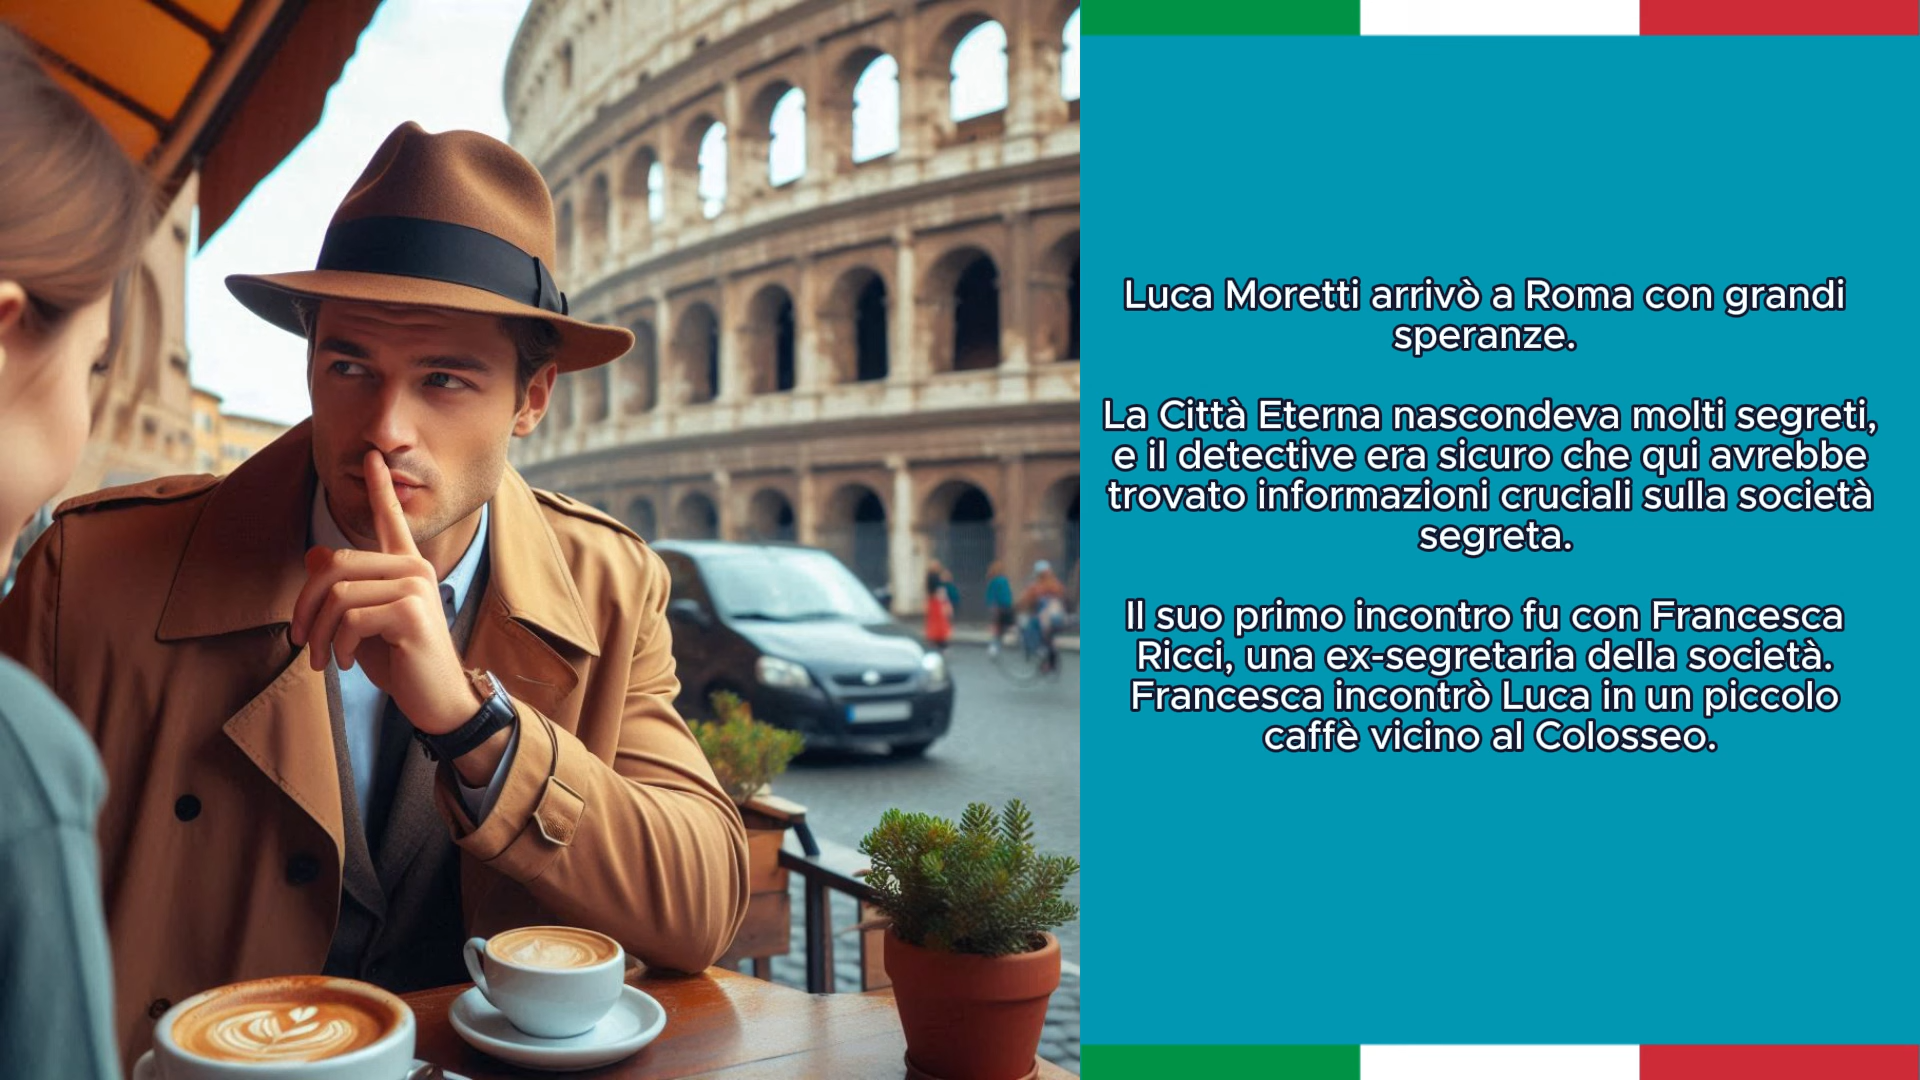 Luca Moretti arrivò a Roma con grandi
speranze.
La Città Eterna nascondeva molti segreti,
e il detective era sicuro che qui avrebbe
trovato informazioni cruciali sulla società
segreta.
Il suo primo incontro fu con Francesca
Ricci, una ex-segretaria della società.
Francesca incontrò Luca in un piccolo
caffè vicino al Colosseo.